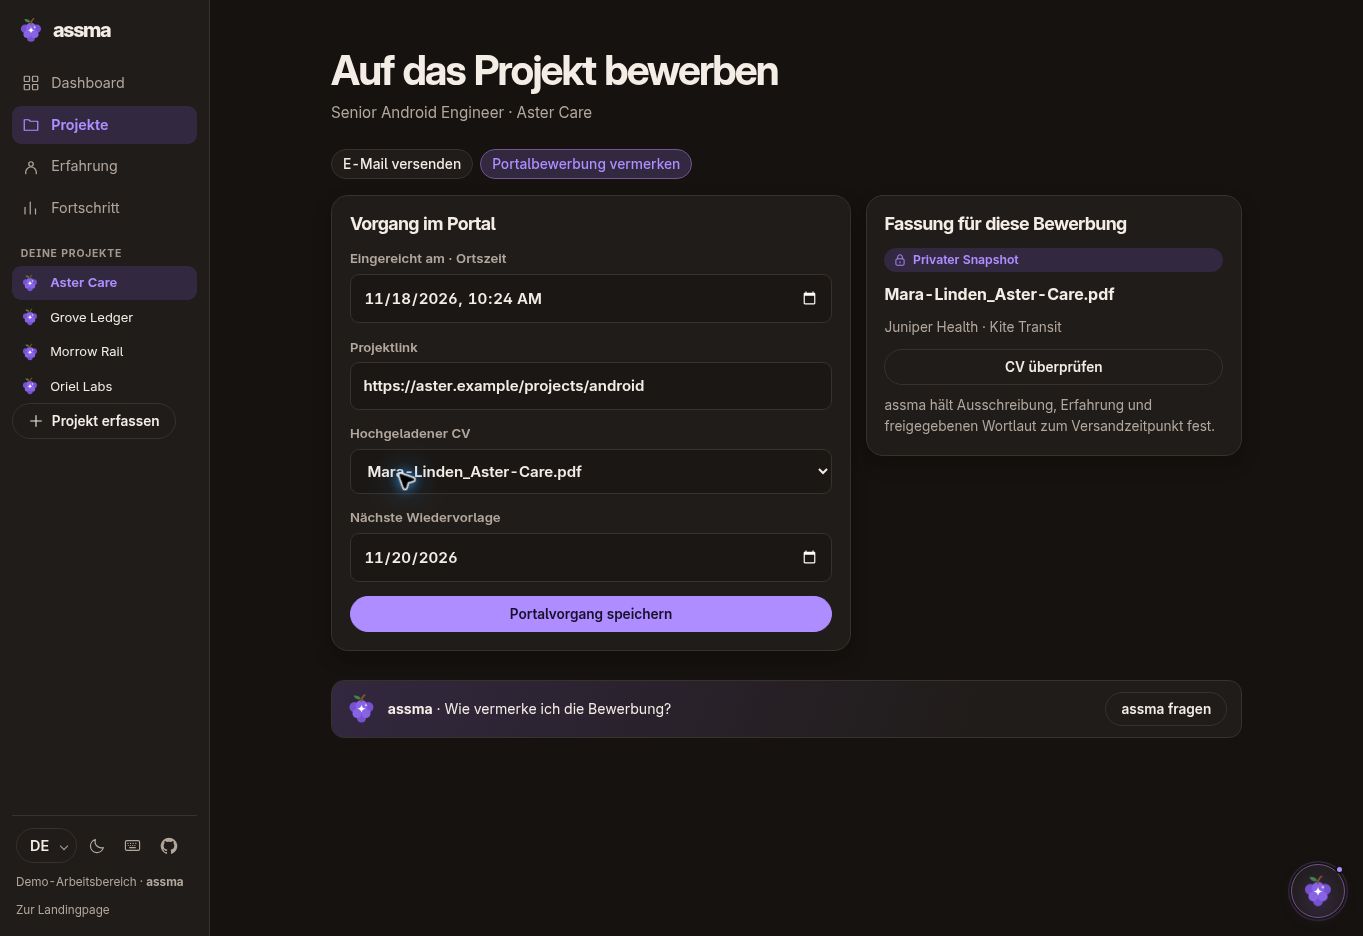 assma
Dashboard
Projekte
Erfahrung
Fortschritt
DEINE PROJEKTE
Aster Care
Grove Ledger
Morrow Rail
Oriel Labs
Projekt erfassen
DE
Demo-Arbeitsbereich · assma
Zur Landingpage
Auf das Projekt bewerben
Senior Android Engineer · Aster Care
E-Mail versenden
Portalbewerbung vermerken
Vorgang im Portal
Eingereicht am · Ortszeit
11/18/2026, 10:24 AM
Projektlink
https://aster.example/projects/android
Hochgeladener CV
Mara-Linden_Aster-Care.pdf
Nächste Wiedervorlage
11/20/2026
Portalvorgang speichern
Fassung für diese Bewerbung
Privater Snapshot
Mara-Linden_Aster-Care.pdf
Juniper Health · Kite Transit
CV überprüfen
assma hält Ausschreibung, Erfahrung und
freigegebenen Wortlaut zum Versandzeitpunkt fest.
assma · Wie vermerke ich die Bewerbung?
assma fragen